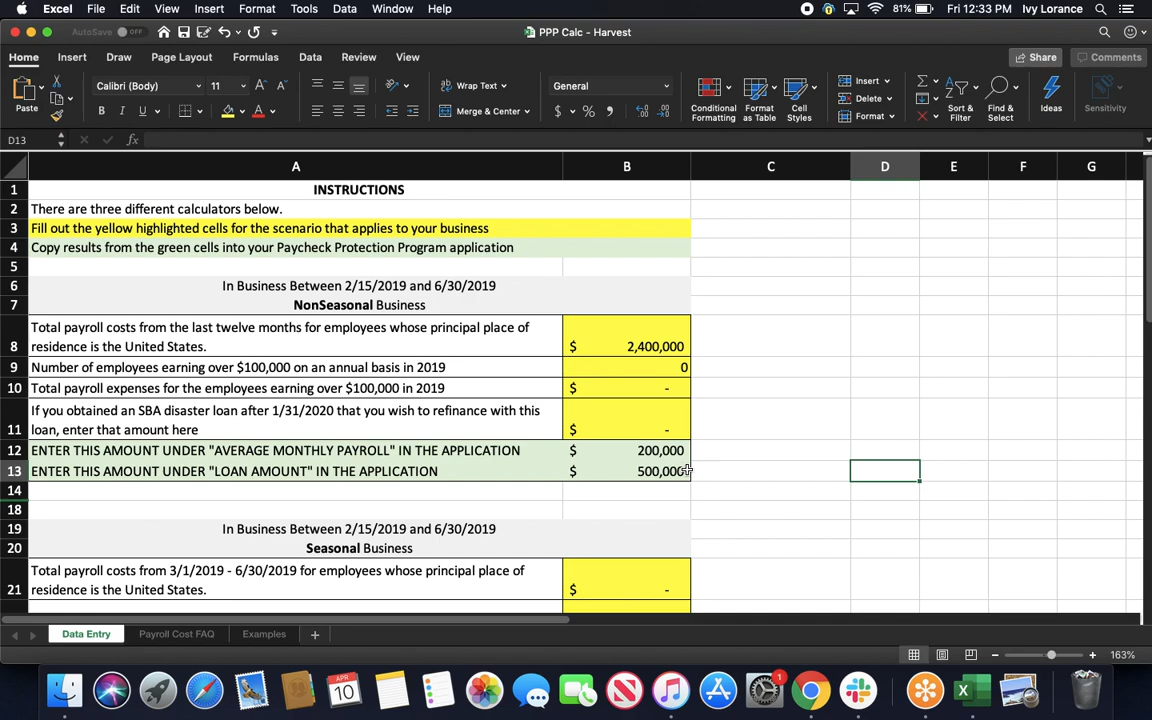 Excel File Edit View Insert Format Tools Data Window Help 81% Fri 12:33 PM Ivy Lorance
AutoSave OFF PPP Calc - Harvest
Home Insert Draw Page Layout Formulas Data Review View Share Comments
Paste Calibri (Body) 11 Wrap Text General Insert
B I U Merge & Center $ % Delete
Conditional Formatting Format as Table Cell Styles Format Sort & Filter Find & Select Ideas Sensitivity
D13 fx
A B C D E F G
1 INSTRUCTIONS
2 There are three different calculators below.
3 Fill out the yellow highlighted cells for the scenario that applies to your business
4 Copy results from the green cells into your Paycheck Protection Program application
5
6 In Business Between 2/15/2019 and 6/30/2019
7 NonSeasonal Business
Total payroll costs from the last twelve months for employees whose principal place of
8 residence is the United States. $ 2,400,000
9 Number of employees earning over $100,000 on an annual basis in 2019 0
10 Total payroll expenses for the employees earning over $100,000 in 2019 $ -
If you obtained an SBA disaster loan after 1/31/2020 that you wish to refinance with this
11 loan, enter that amount here $ -
12 ENTER THIS AMOUNT UNDER "AVERAGE MONTHLY PAYROLL" IN THE APPLICATION $ 200,000
13 ENTER THIS AMOUNT UNDER "LOAN AMOUNT" IN THE APPLICATION $ 500,000
14
18
19 In Business Between 2/15/2019 and 6/30/2019
20 Seasonal Business
Total payroll costs from 3/1/2019 - 6/30/2019 for employees whose principal place of
21 residence is the United States. $ -
Data Entry Payroll Cost FAQ Examples +
163%
APR 10 1